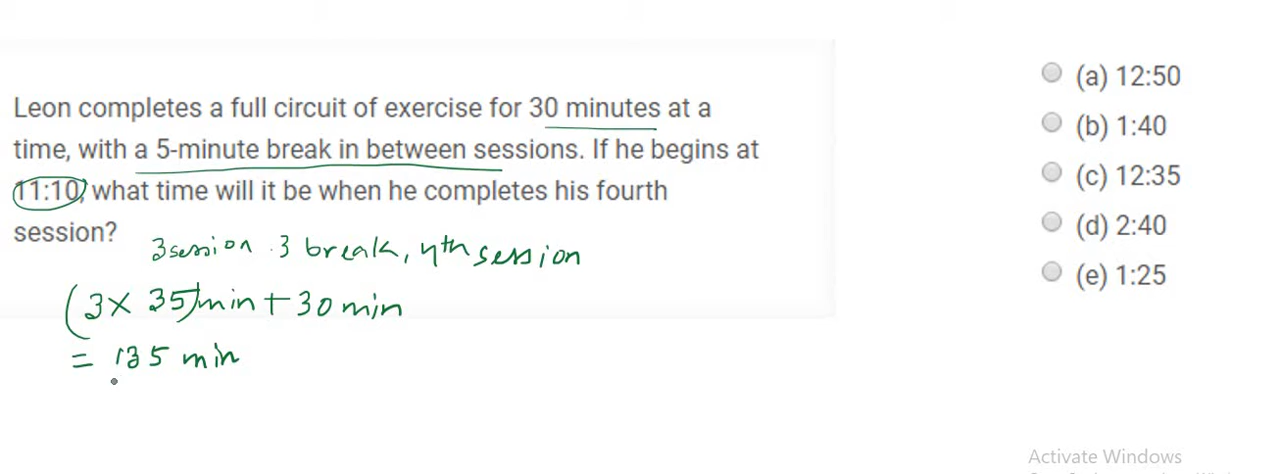 Leon completes a full circuit of exercise for 30 minutes at a
time, with a 5-minute break in between sessions. If he begins at
11:10, what time will it be when he completes his fourth
session?
3 session . 3 break, 4th session
(3 × 35) min + 30 min
= 135 min
(a) 12:50
(b) 1:40
(c) 12:35
(d) 2:40
(e) 1:25
Activate Windows